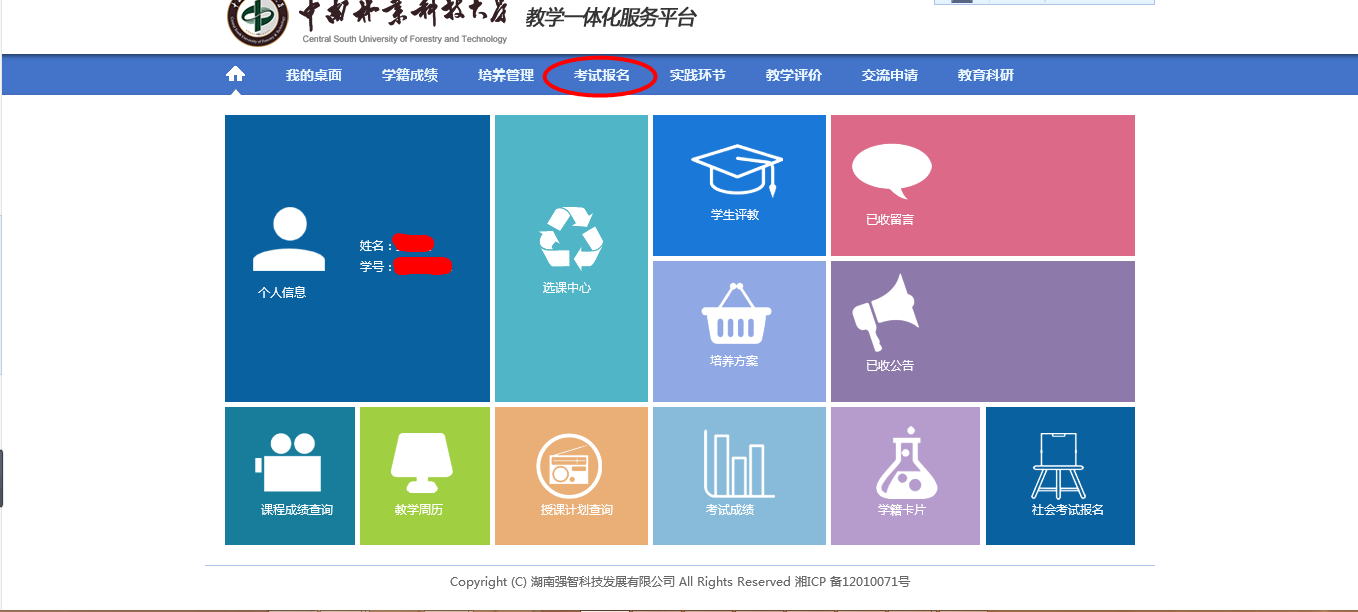 中南林业科技大学 教学一体化服务平台
Central South University of Forestry and Technology
我的桌面 学籍成绩 培养管理 考试报名 实践环节 教学评价 交流申请 教育科研
姓名：
学号：
个人信息
选课中心
学生评教
已收留言
培养方案
已收公告
课程成绩查询
教学周历
授课计划查询
考试成绩
学籍卡片
社会考试报名
Copyright (C) 湖南强智科技发展有限公司 All Rights Reserved 湘ICP 备12010071号